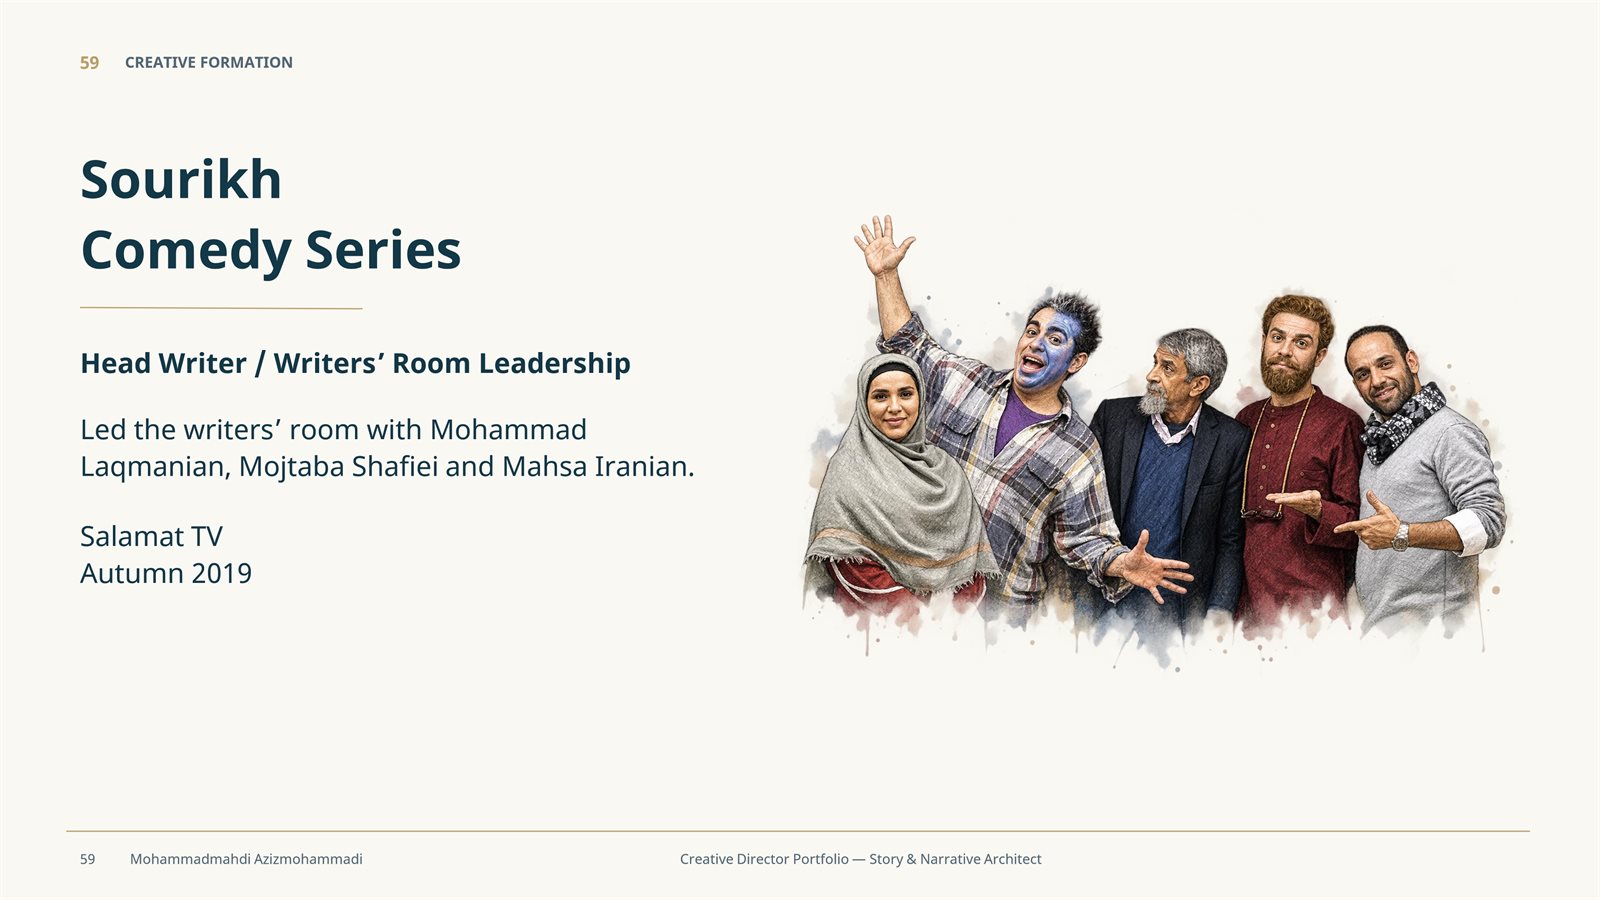 59 CREATIVE FORMATION
Sourikh
Comedy Series
Head Writer / Writers’ Room Leadership
Led the writers’ room with Mohammad
Laqmanian, Mojtaba Shafiei and Mahsa Iranian.
Salamat TV
Autumn 2019
59 Mohammadmahdi Azizmohammadi Creative Director Portfolio — Story & Narrative Architect